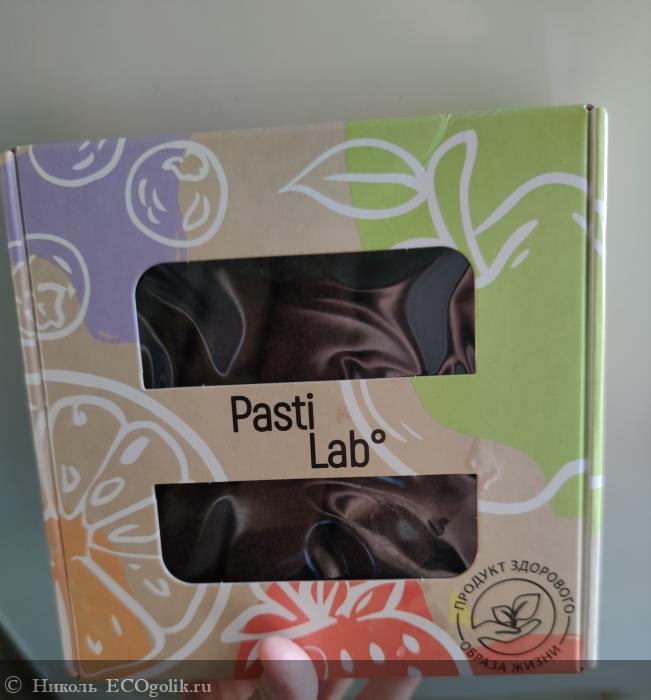 Pasti
Lab°
ПРОДУКТ ЗДОРОВОГО
ОБРАЗА ЖИЗНИ
© Николь ECOgolik.ru